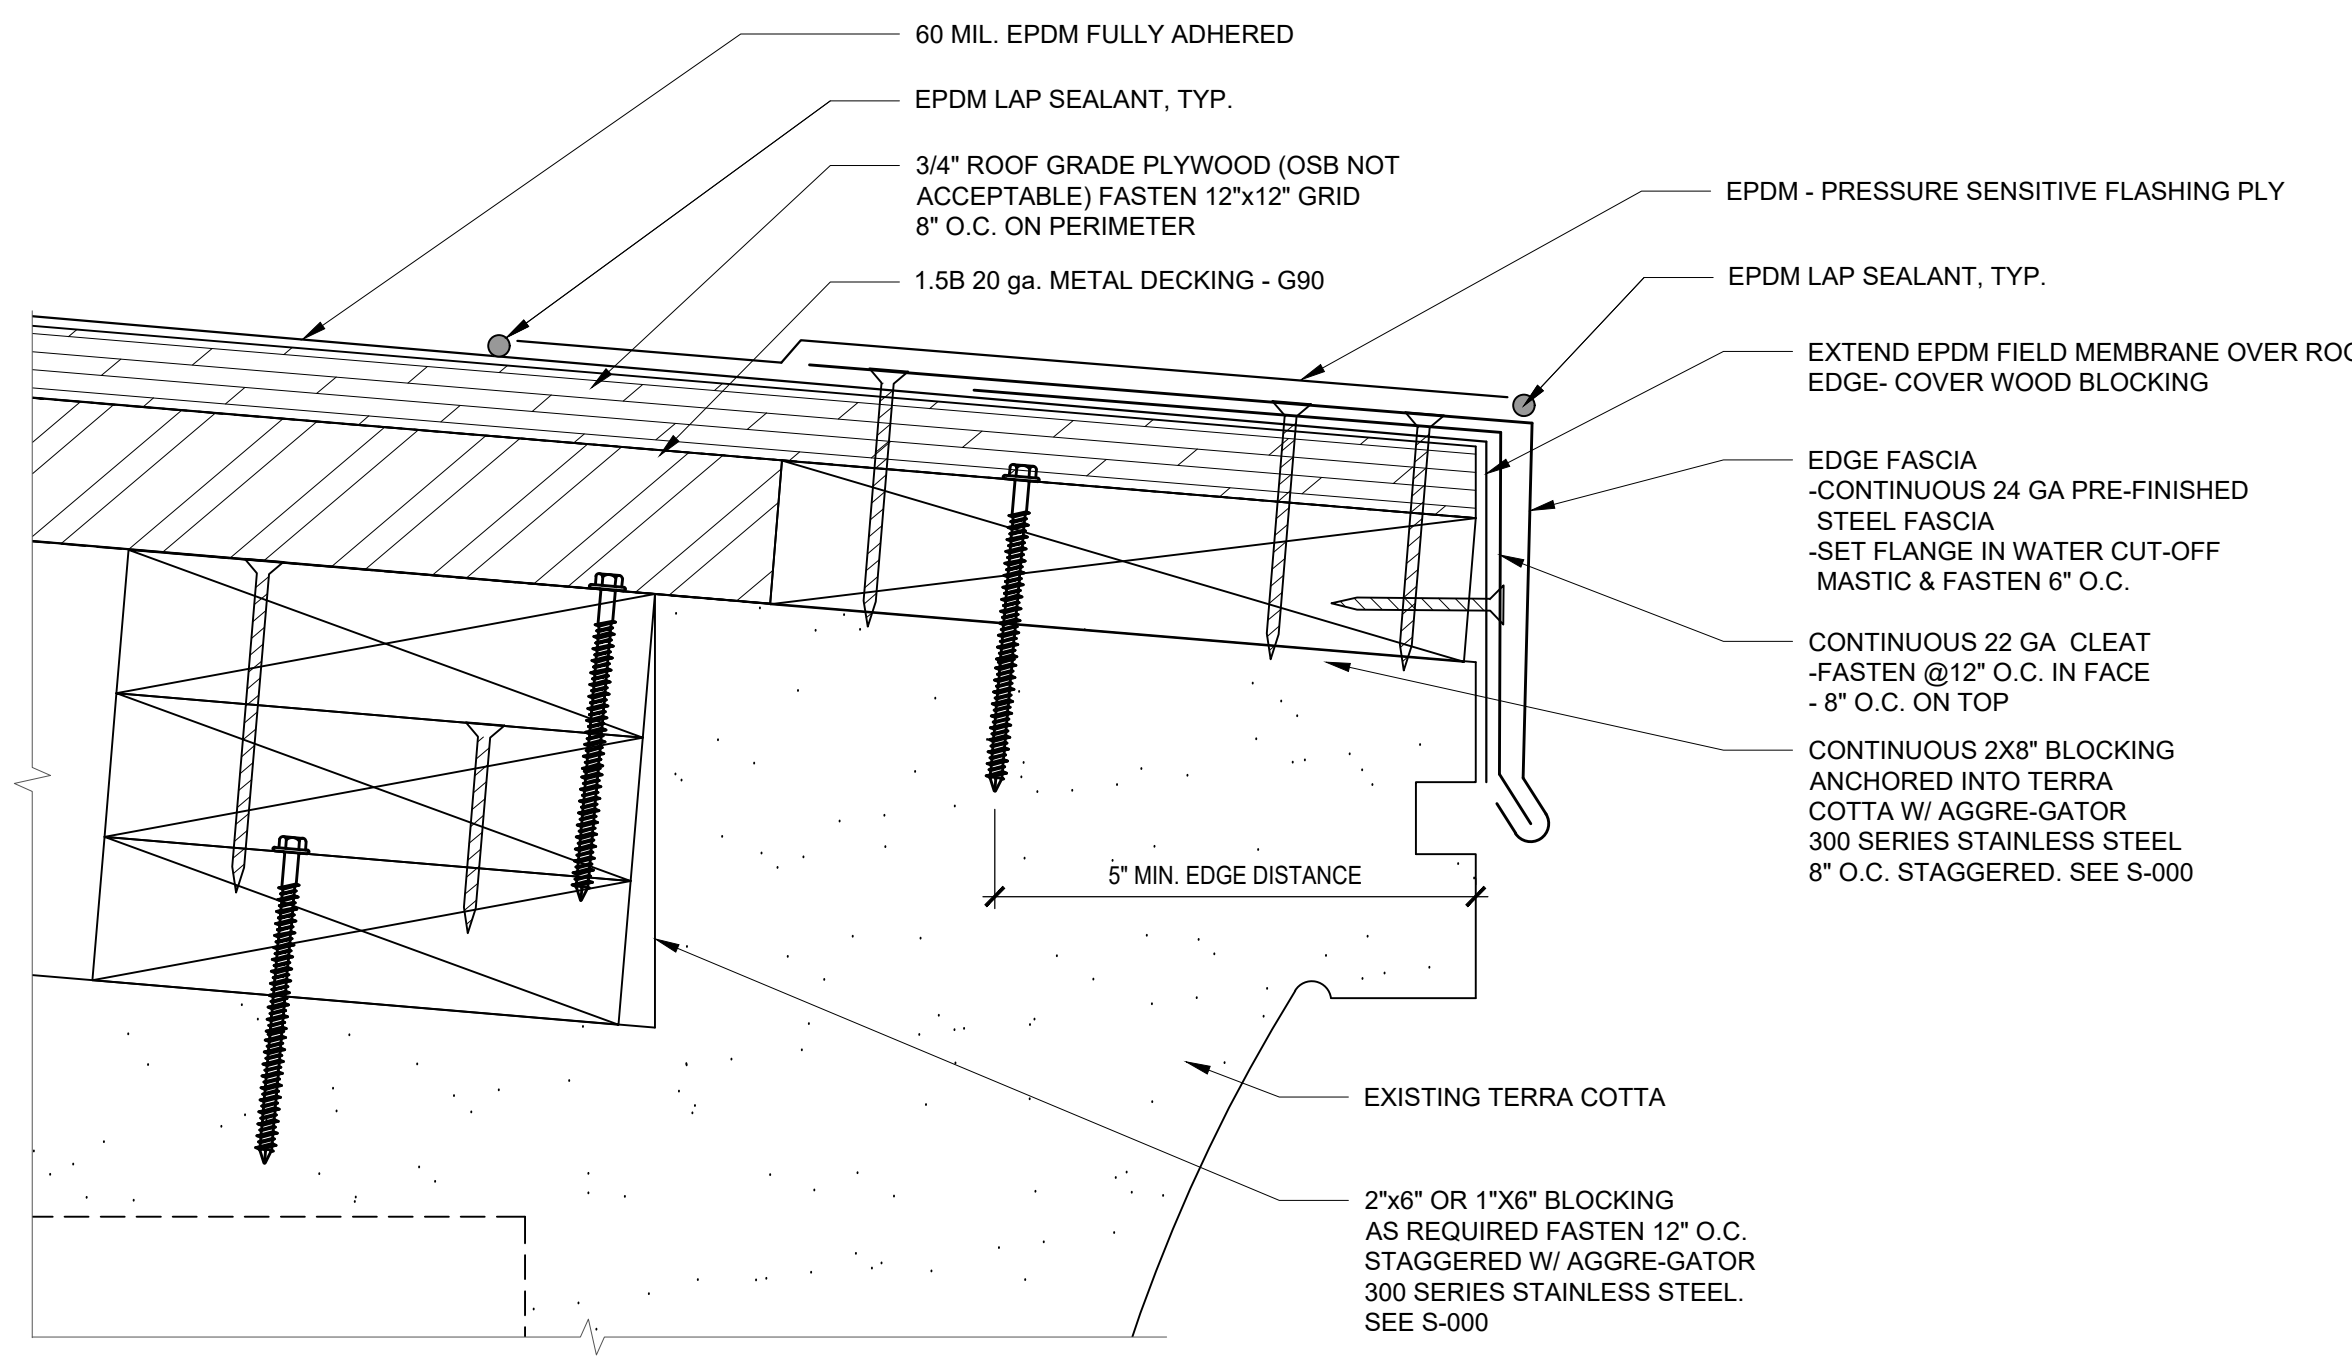 60 MIL. EPDM FULLY ADHERED
EPDM LAP SEALANT, TYP.
3/4" ROOF GRADE PLYWOOD (OSB NOT
ACCEPTABLE) FASTEN 12"x12" GRID
8" O.C. ON PERIMETER
1.5B 20 ga. METAL DECKING - G90
EPDM - PRESSURE SENSITIVE FLASHING PLY
EPDM LAP SEALANT, TYP.
EXTEND EPDM FIELD MEMBRANE OVER
EDGE- COVER WOOD BLOCKING
EDGE FASCIA
-CONTINUOUS 24 GA PRE-FINISHED
STEEL FASCIA
-SET FLANGE IN WATER CUT-OFF
MASTIC & FASTEN 6" O.C.
CONTINUOUS 22 GA CLEAT
-FASTEN @12" O.C. IN FACE
- 8" O.C. ON TOP
CONTINUOUS 2X8" BLOCKING
ANCHORED INTO TERRA
COTTA W/ AGGRE-GATOR
300 SERIES STAINLESS STEEL
8" O.C. STAGGERED. SEE S-000
5" MIN. EDGE DISTANCE
EXISTING TERRA COTTA
2"x6" OR 1"X6" BLOCKING
AS REQUIRED FASTEN 12" O.C.
STAGGERED W/ AGGRE-GATOR
300 SERIES STAINLESS STEEL.
SEE S-000